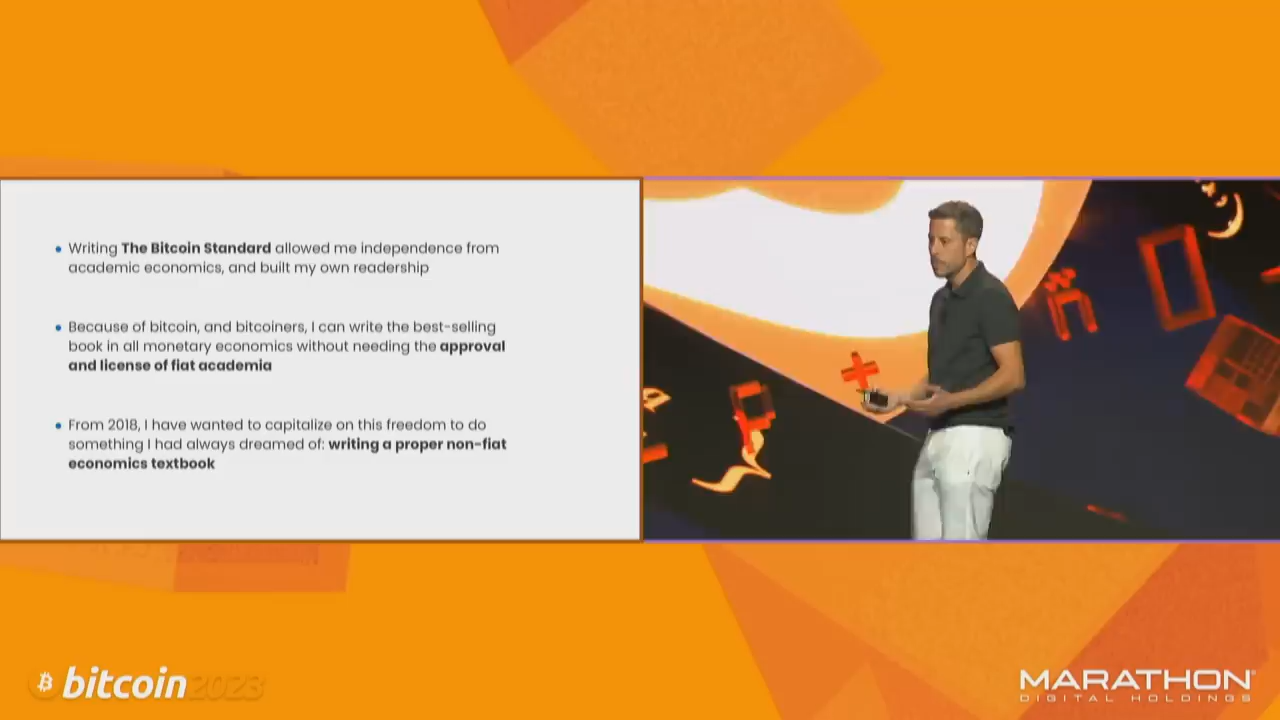 Writing The Bitcoin Standard allowed me independence from
academic economics, and built my own readership
Because of bitcoin, and bitcoiners, I can write the best-selling
book in all monetary economics without needing the approval
and license of fiat academia
From 2018, I have wanted to capitalize on this freedom to do
something I had always dreamed of: writing a proper non-fiat
economics textbook
bitcoin 2023
MARATHON
DIGITAL HOLDINGS